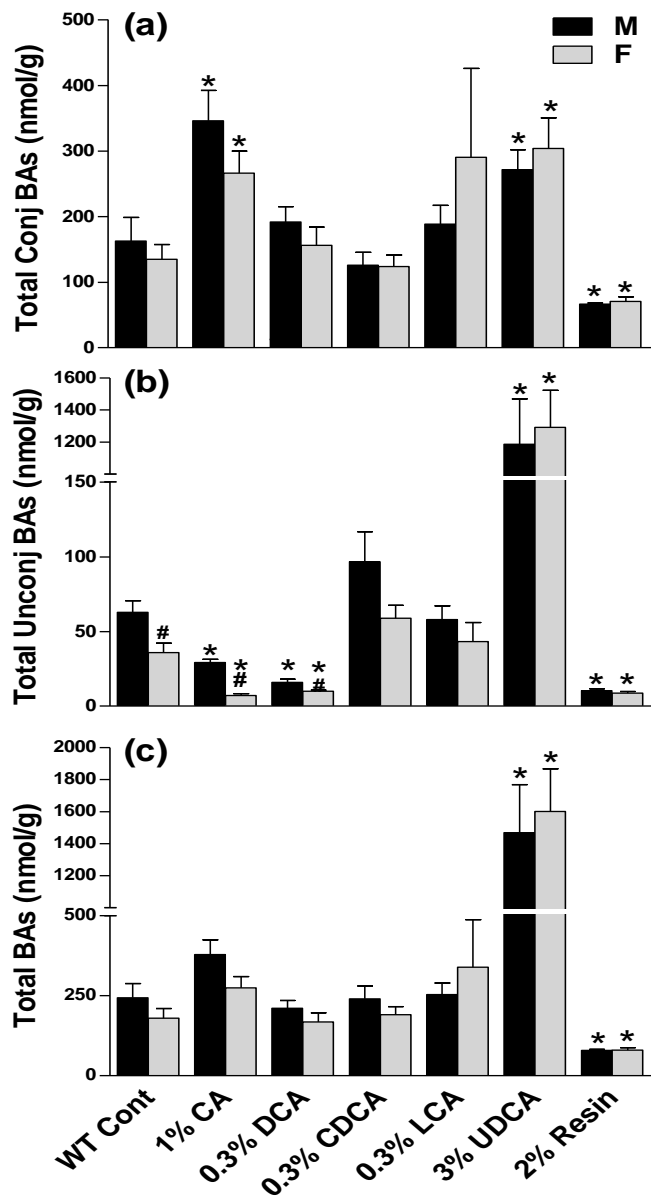 (a)
M
F
Total Conj BAs (nmol/g)
500
400
300
200
100
0
* * * * * *
(b)
Total Unconj BAs (nmol/g)
1600
1400
1200
150
100
50
0
# * * # * * # * * * *
(c)
Total BAs (nmol/g)
2000
1800
1600
1400
1200
500
250
0
* * * *
WT Cont
1% CA
0.3% DCA
0.3% CDCA
0.3% LCA
3% UDCA
2% Resin